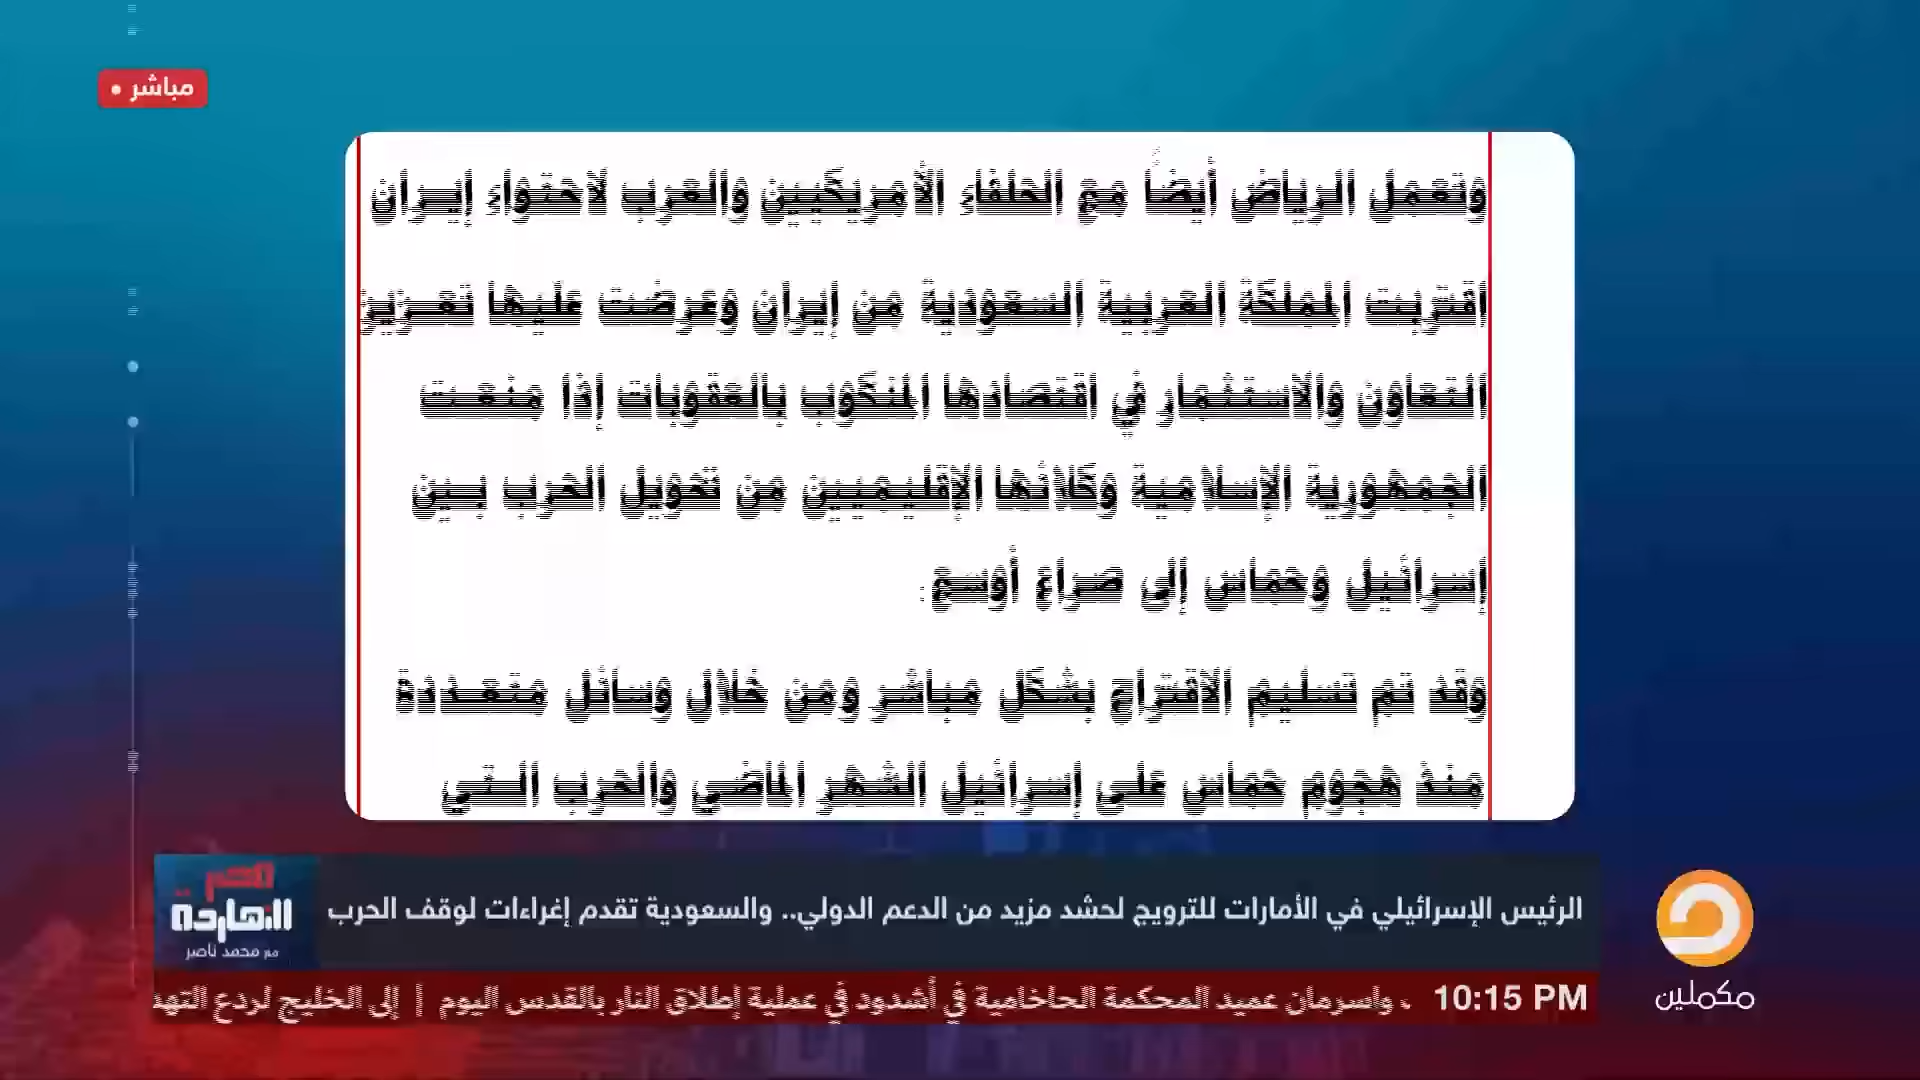 مباشر
وتعمل الرياض أيضاً مع الحلفاء الأمريكيين والعرب لاحتواء إيران
اقتربت المملكة العربية السعودية من إيران وعرضت عليها تعزيز
التعاون والاستثمار في اقتصادها المنكوب بالعقوبات إذا منعت
الجمهورية الإسلامية وكلائها الإقليميين من تحويل الحرب بين
إسرائيل وحماس إلى صراع أوسع.
وقد تم تسليم الاقتراح بشكل مباشر ومن خلال وسائل متعددة
منذ هجوم حماس على إسرائيل الشهر الماضي والحرب التي
الرئيس الإسرائيلي في الأمارات للترويج لحشد مزيد من الدعم الدولي.. والسعودية تقدم إغراءات لوقف الحرب
مصر
النهاردة
مع محمد ناصر
10:15 PM واسرمان عميد المحكمة الحاخامية في أشدود في عملية إطلاق النار بالقدس اليوم | إلى الخليج لردع التهد
مكملين